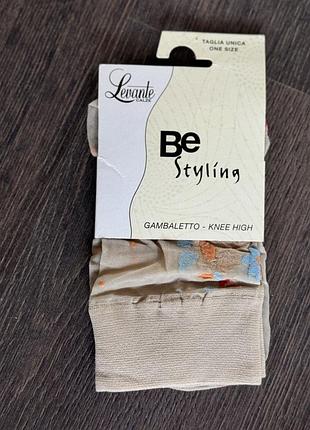 TAGLIA UNICA
ONE SIZE
Levante
CALZE
Be
Styling
GAMBALETTO - KNEE HIGH